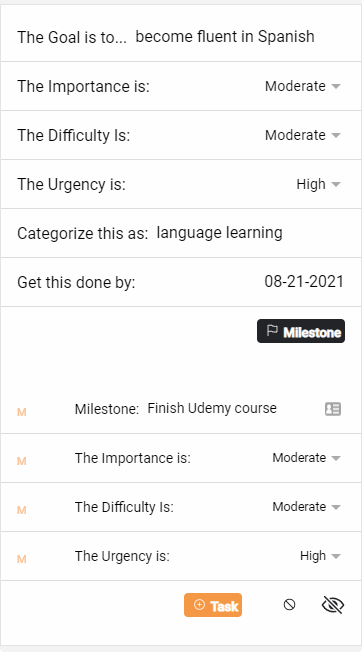 The Goal is to... become fluent in Spanish
The Importance is: Moderate
The Difficulty Is: Moderate
The Urgency is: High
Categorize this as: language learning
Get this done by: 08-21-2021
Milestone
M Milestone: Finish Udemy course
M The Importance is: Moderate
M The Difficulty Is: Moderate
M The Urgency is: High
Task